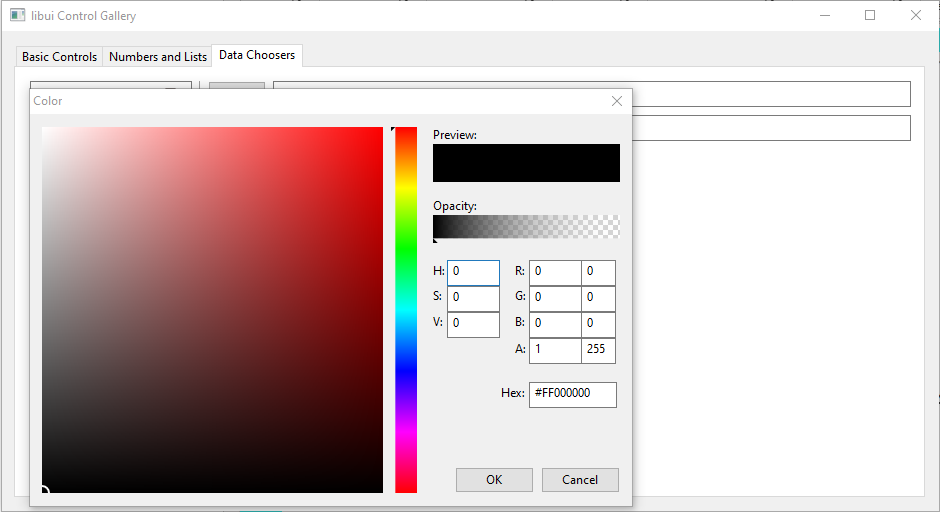 libui Control Gallery
Basic Controls Numbers and Lists Data Choosers
Color
Preview:
Opacity:
H: 0 R: 0 0
S: 0 G: 0 0
V: 0 B: 0 0
A: 1 255
Hex: #FF000000
OK Cancel